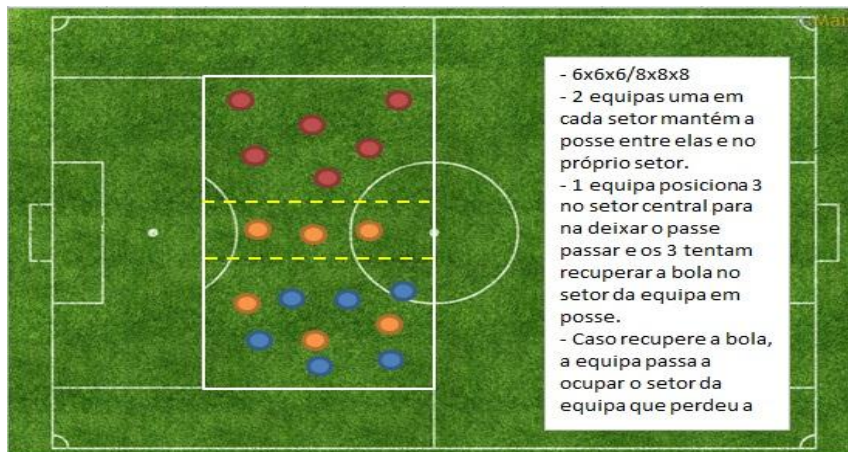 Mai
- 6x6x6/8x8x8
- 2 equipas uma em
cada setor mantém a
posse entre elas e no
próprio setor.
- 1 equipa posiciona 3
no setor central para
na deixar o passe
passar e os 3 tentam
recuperar a bola no
setor da equipa em
posse.
- Caso recupere a bola,
a equipa passa a
ocupar o setor da
equipa que perdeu a